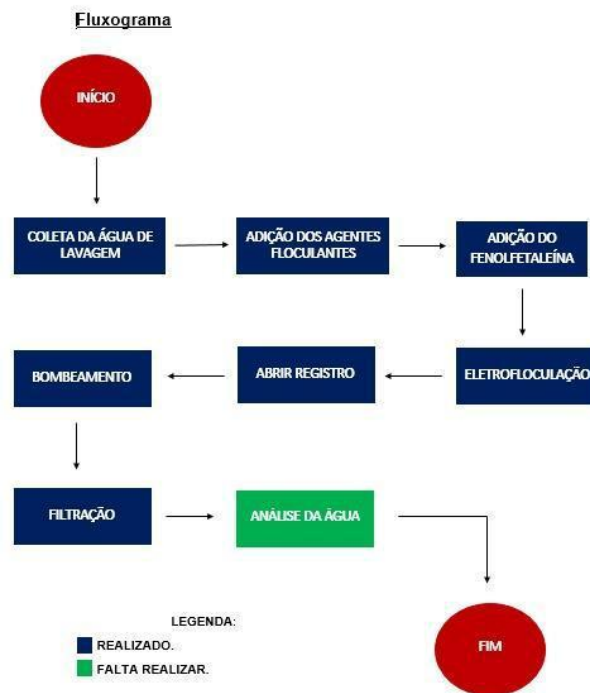 Fluxograma
INÍCIO
COLETA DA ÁGUA DE
LAVAGEM
ADIÇÃO DOS AGENTES
FLOCULANTES
ADIÇÃO DO
FENOLFETALEÍNA
ELETROFLOCULAÇÃO
ABRIR REGISTRO
BOMBEAMENTO
FILTRAÇÃO
ANÁLISE DA ÁGUA
FIM
LEGENDA:
REALIZADO.
FALTA REALIZAR.